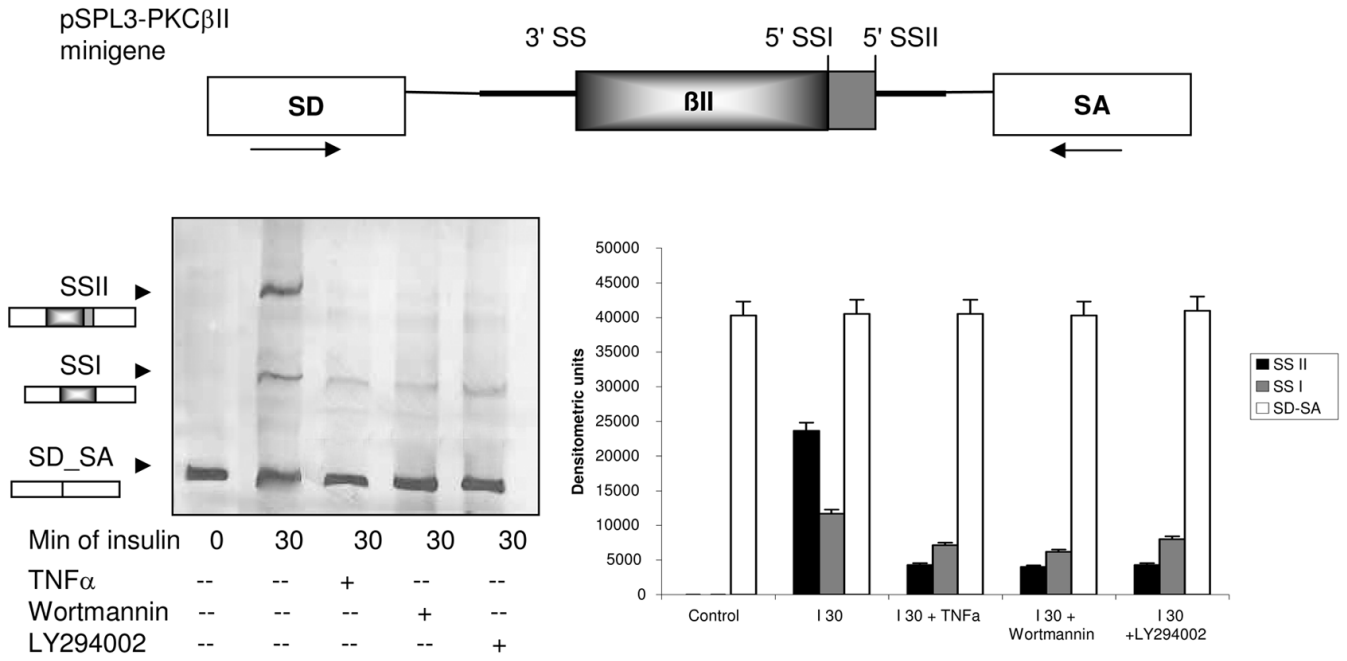 pSPL3-PKCβII
minigene
3' SS
5' SSI
5' SSII
SD
ßII
SA
SSII
SSI
SD_SA
Min of insulin 0 30 30 30 30
TNFα -- -- + -- --
Wortmannin -- -- -- + --
LY294002 -- -- -- -- +
Densitometric units
50000
45000
40000
35000
30000
25000
20000
15000
10000
5000
0
Control
I 30
I 30 + TNFa
I 30 +
Wortmannin
I 30
+LY294002
SS II
SS I
SD-SA